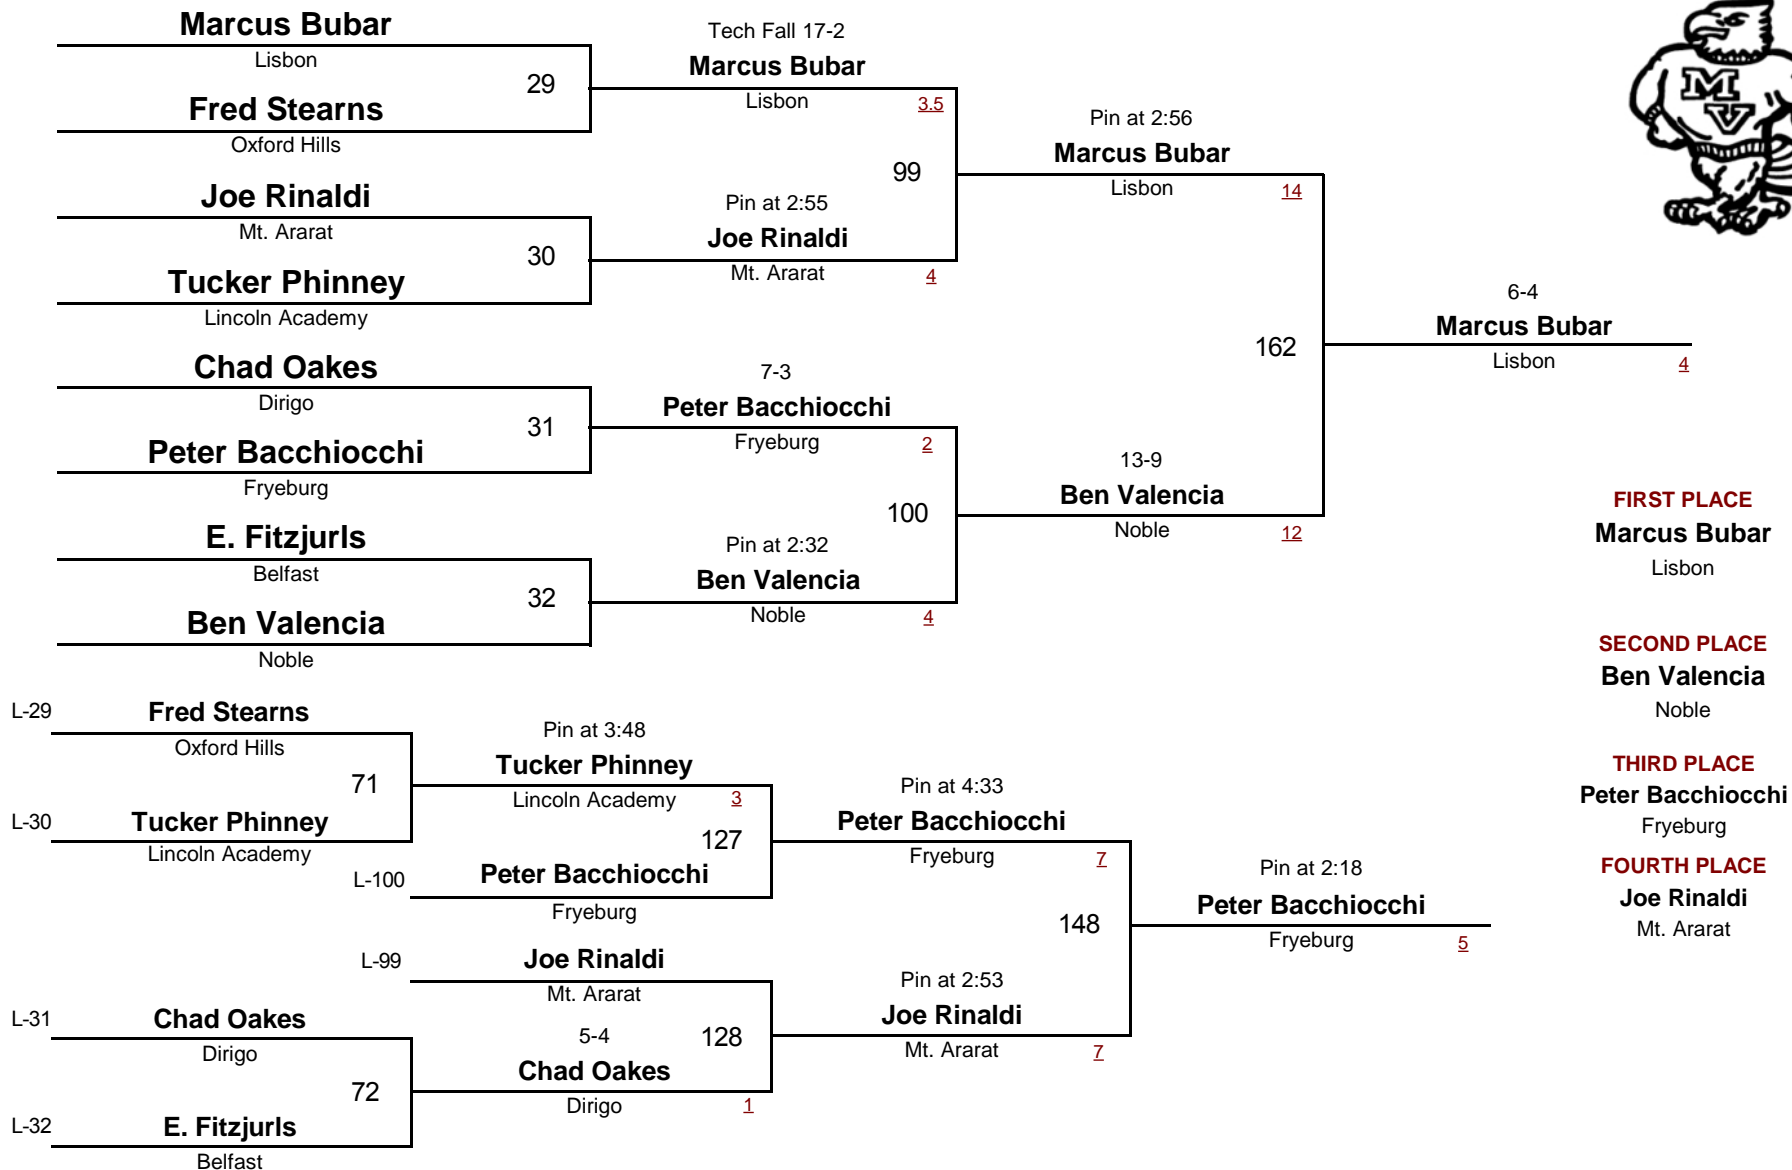 Marcus Bubar
Lisbon
29
Fred Stearns
Oxford Hills
Joe Rinaldi
Mt. Ararat
30
Tucker Phinney
Lincoln Academy
Chad Oakes
Dirigo
31
Peter Bacchiocchi
Fryeburg
E. Fitzjurls
Belfast
32
Ben Valencia
Noble
Tech Fall 17-2
Marcus Bubar
Lisbon 3.5
99
Pin at 2:55
Joe Rinaldi
Mt. Ararat 4
7-3
Peter Bacchiocchi
Fryeburg 2
100
Pin at 2:32
Ben Valencia
Noble 4
Pin at 2:56
Marcus Bubar
Lisbon 14
162
13-9
Ben Valencia
Noble 12
6-4
Marcus Bubar
Lisbon 4
M
V
FIRST PLACE
Marcus Bubar
Lisbon
SECOND PLACE
Ben Valencia
Noble
THIRD PLACE
Peter Bacchiocchi
Fryeburg
FOURTH PLACE
Joe Rinaldi
Mt. Ararat
L-29 Fred Stearns
Oxford Hills
71
L-30 Tucker Phinney
Lincoln Academy
L-31 Chad Oakes
Dirigo
72
L-32 E. Fitzjurls
Belfast
Pin at 3:48
Tucker Phinney
Lincoln Academy 3
127
L-100 Peter Bacchiocchi
Fryeburg
L-99 Joe Rinaldi
Mt. Ararat
5-4 128
Chad Oakes
Dirigo 1
Pin at 4:33
Peter Bacchiocchi
Fryeburg 7
148
Pin at 2:53
Joe Rinaldi
Mt. Ararat 7
Pin at 2:18
Peter Bacchiocchi
Fryeburg 5